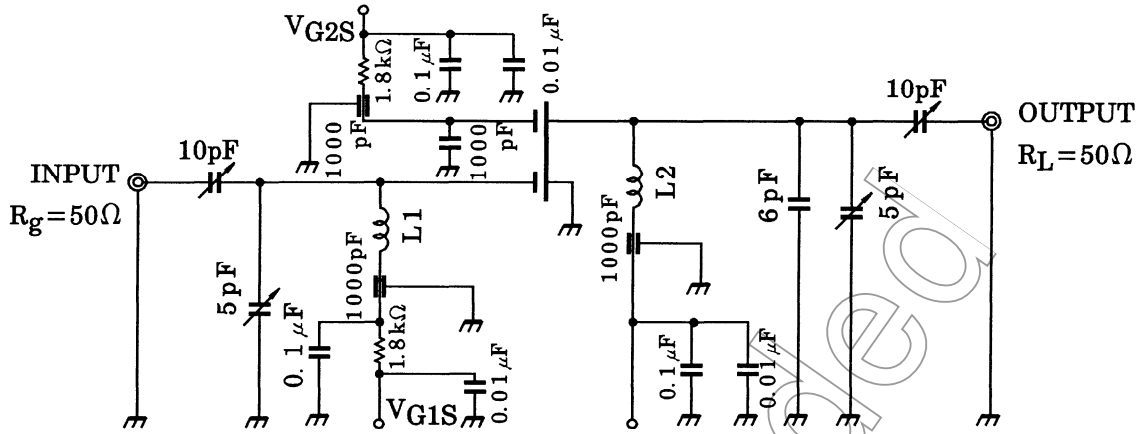 VG2S
1.8kΩ
0.1μF
0.01μF
1000
pF
1000
pF
10pF
OUTPUT
RL=50Ω
10pF
INPUT
Rg=50Ω
L1
1000pF
5pF
0.1μF
1.8kΩ
0.01μF
VG1S
L2
1000pF
6pF
5pF
0.1μF
0.01μF
ded